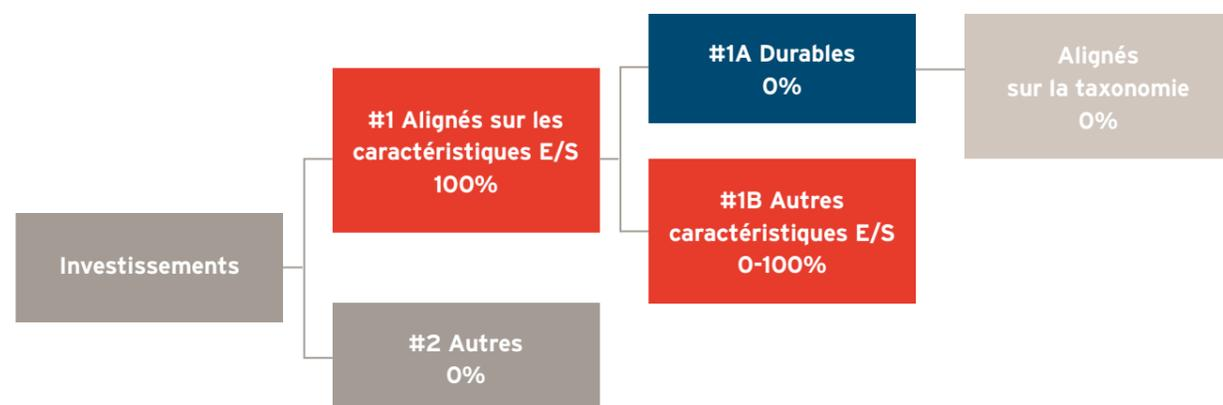 Investissements
#1 Alignés sur les
caractéristiques E/S
100%
#2 Autres
0%
#1A Durables
0%
#1B Autres
caractéristiques E/S
0-100%
Alignés
sur la taxonomie
0%